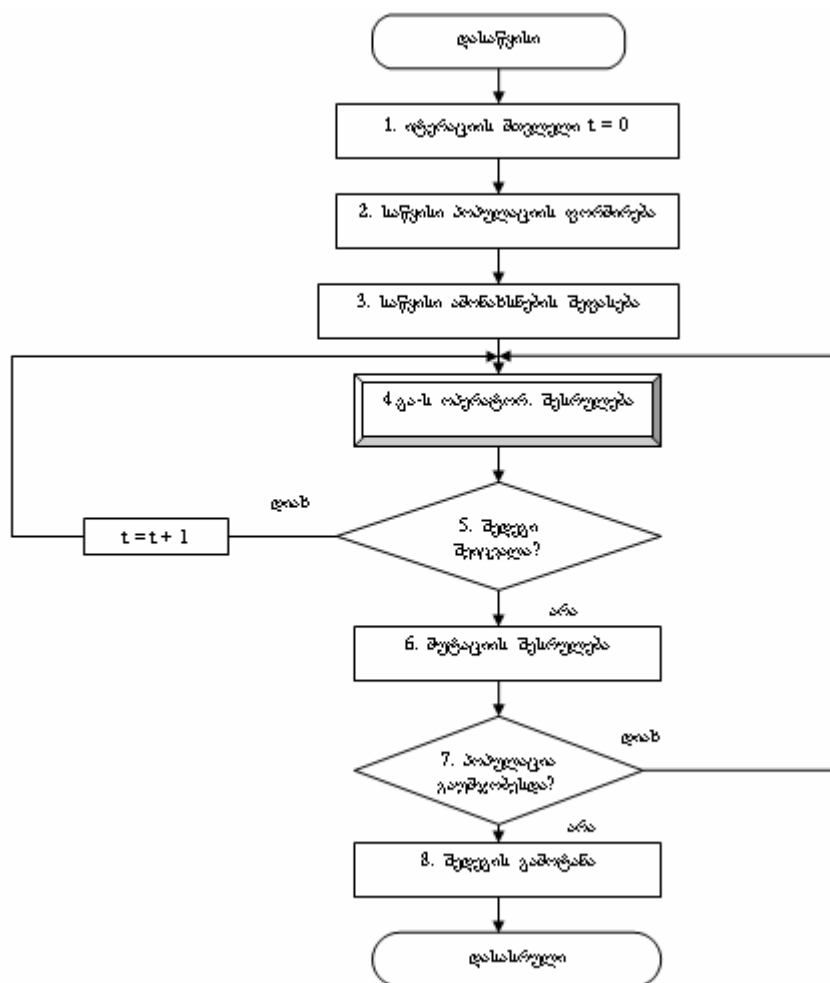 დასაწყისი
1. იტერაციის მთვლელი t = 0
2. საწყისი პოპულაციის ფორმირება
3. საწყისი ამონახსნების შეფასება
4.გა-ს ოპერატორ. შესრულება
დიახ
5. შედეგი
შეიცვალა?
t = t + 1
არა
6. მუტაციის შესრულება
დიახ
7. პოპულაცია
გაუმჯობესდა?
არა
8. შედეგის გამოტანა
დასასრული